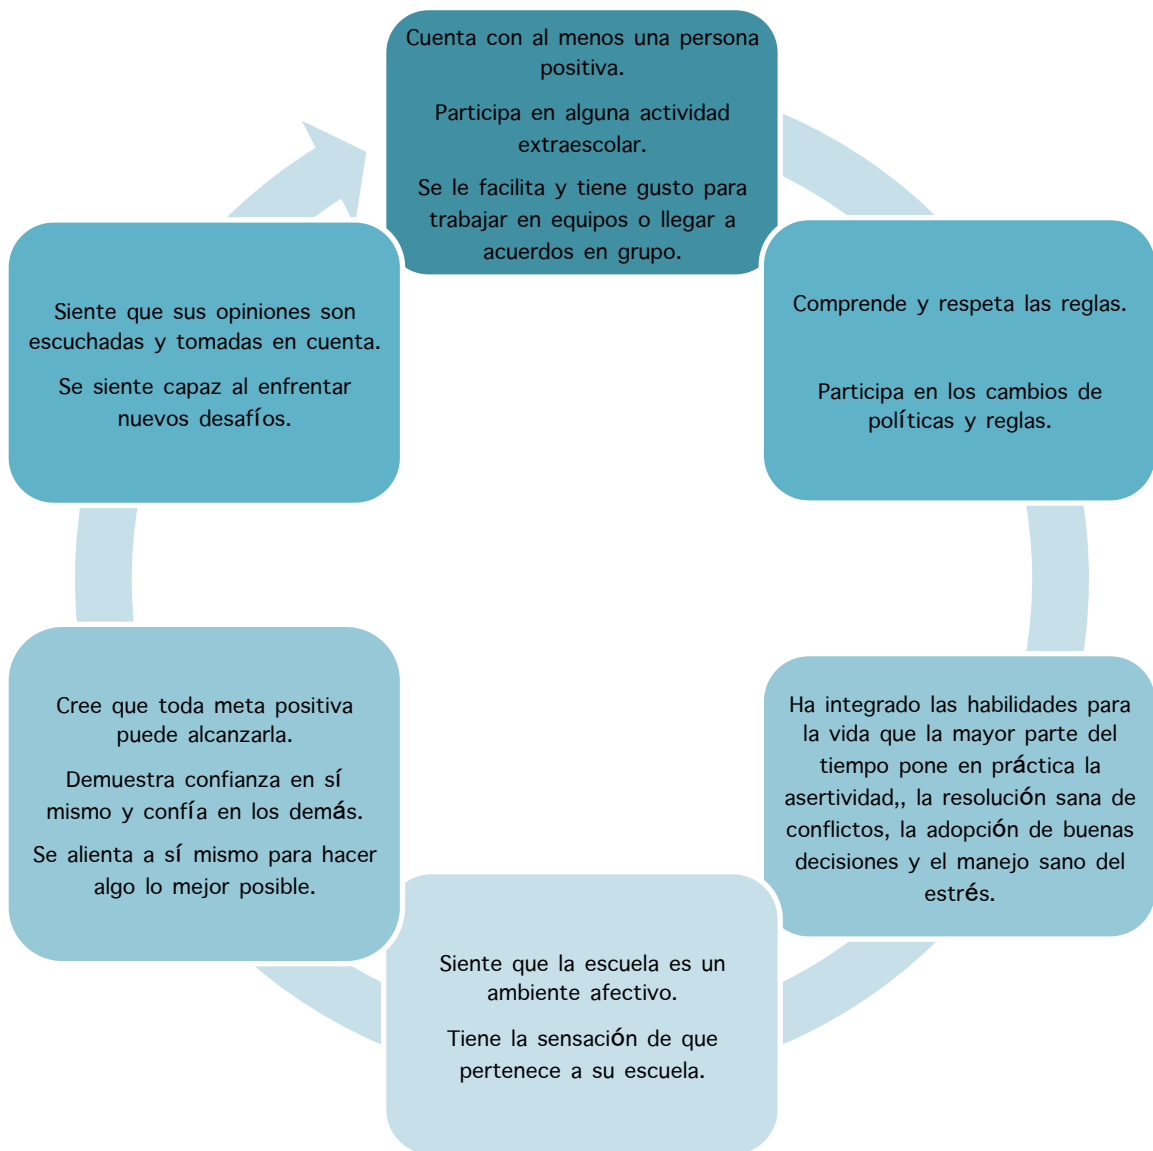 Cuenta con al menos una persona
positiva.
Participa en alguna actividad
extraescolar.
Se le facilita y tiene gusto para
trabajar en equipos o llegar a
acuerdos en grupo.
Comprende y respeta las reglas.
Participa en los cambios de
políticas y reglas.
Ha integrado las habilidades para
la vida que la mayor parte del
tiempo pone en práctica la
asertividad,, la resolución sana de
conflictos, la adopción de buenas
decisiones y el manejo sano del
estrés.
Siente que la escuela es un
ambiente afectivo.
Tiene la sensación de que
pertenece a su escuela.
Cree que toda meta positiva
puede alcanzarla.
Demuestra confianza en sí
mismo y confía en los demás.
Se alienta a sí mismo para hacer
algo lo mejor posible.
Siente que sus opiniones son
escuchadas y tomadas en cuenta.
Se siente capaz al enfrentar
nuevos desafíos.